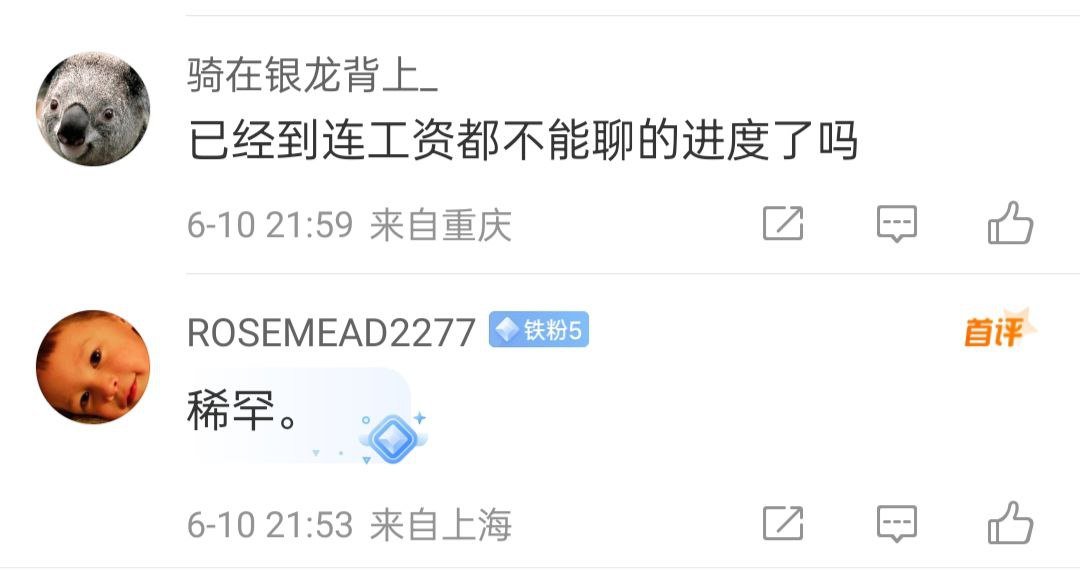 骑在银龙背上_
已经到连工资都不能聊的进度了吗
6-10 21:59 来自重庆
ROSEMEAD2277 铁粉5 首评
稀罕。
6-10 21:53 来自上海